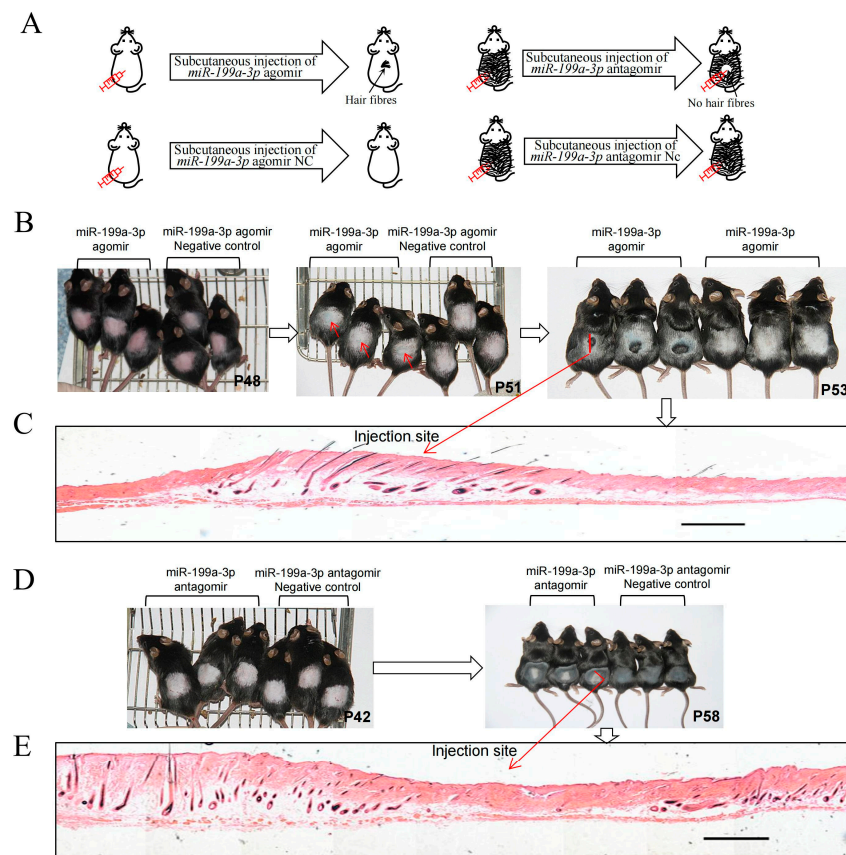 A
Subcutaneous injection of
miR-199a-3p agomir
Hair fibres
Subcutaneous injection of
miR-199a-3p antagomir
No hair fibres
Subcutaneous injection of
miR-199a-3p agomir NC
Subcutaneous injection of
miR-199a-3p antagomir Nc
B
miR-199a-3p
agomir
miR-199a-3p agomir
Negative control
miR-199a-3p
agomir
miR-199a-3p agomir
Negative control
miR-199a-3p
agomir
miR-199a-3p
agomir
P48
P51
P53
C
Injection site
D
miR-199a-3p
antagomir
miR-199a-3p antagomir
Negative control
miR-199a-3p
antagomir
miR-199a-3p antagomir
Negative control
P42
P58
E
Injection site